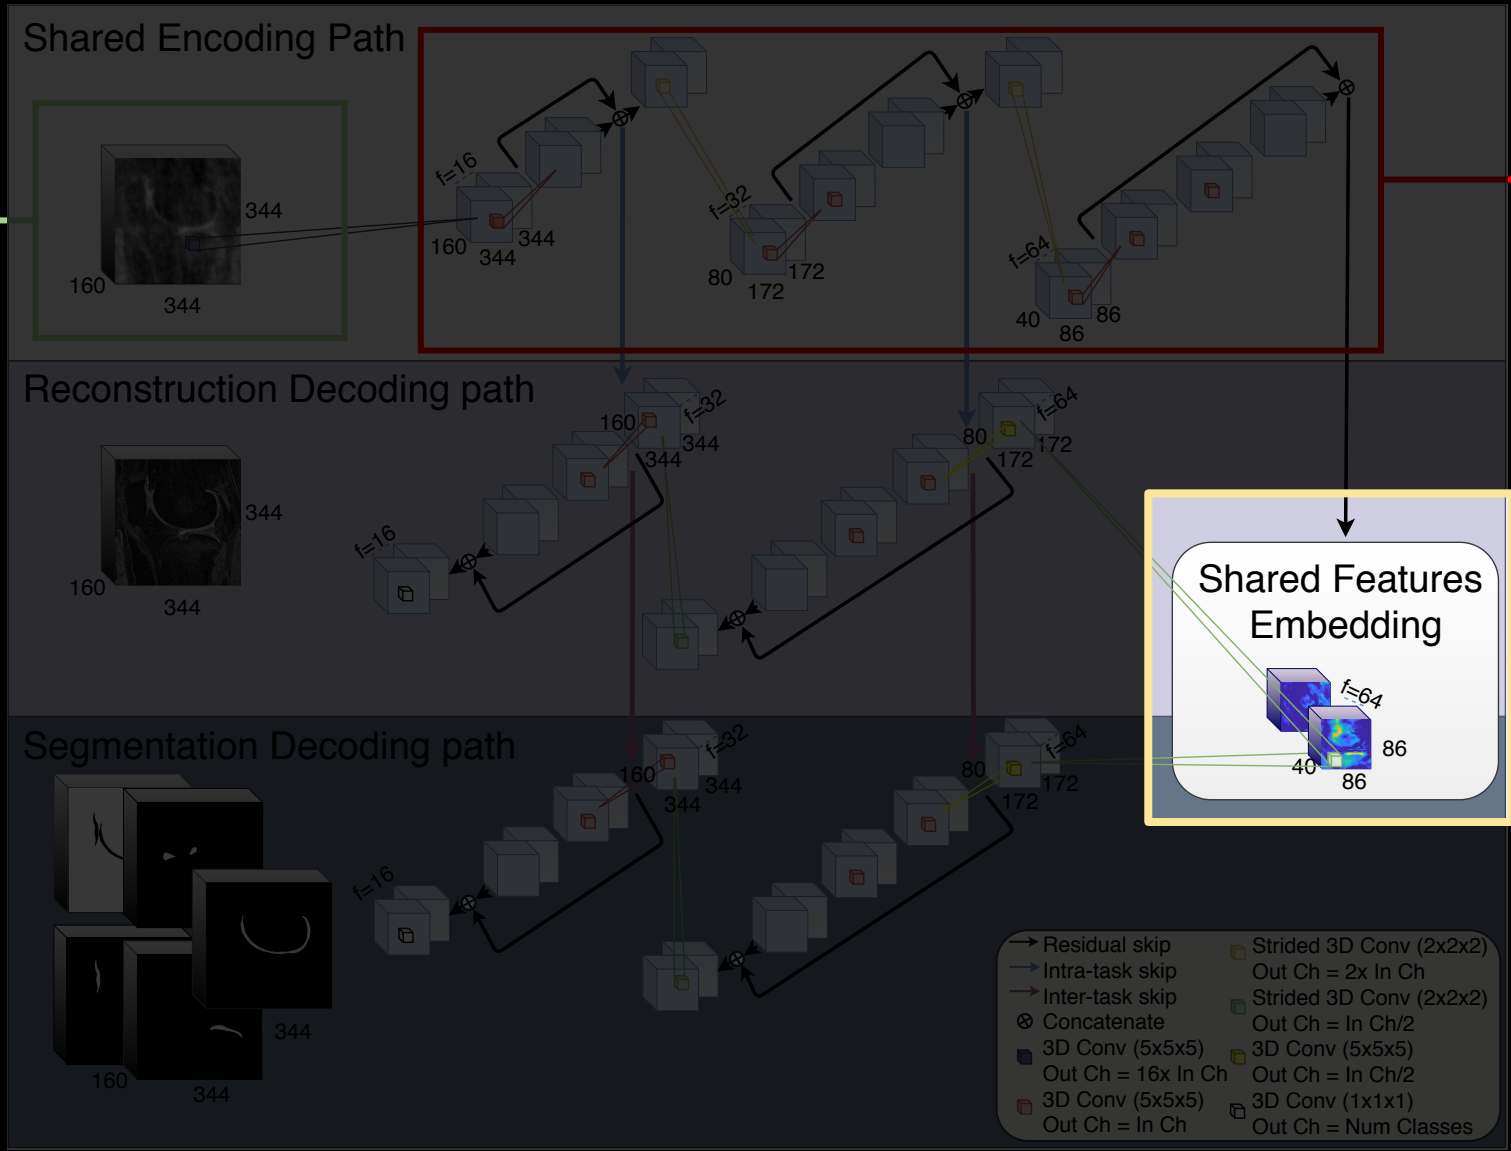 Shared Encoding Path
344
160
344
f=16
160
344
344
f=32
80
172
172
f=64
40
86
86
Reconstruction Decoding path
344
160
344
f=16
160
f=32
344
344
80
f=64
172
172
Shared Features
Embedding
f=64
86
40
86
Segmentation Decoding path
f=16
160
f=32
344
344
80
f=64
172
172
344
160
344
Residual skip
Intra-task skip
Inter-task skip
Concatenate
3D Conv (5x5x5)
Out Ch = 16x In Ch
3D Conv (5x5x5)
Out Ch = In Ch
Strided 3D Conv (2x2x2)
Out Ch = 2x In Ch
Strided 3D Conv (2x2x2)
Out Ch = In Ch/2
3D Conv (5x5x5)
Out Ch = In Ch/2
3D Conv (1x1x1)
Out Ch = Num Classes